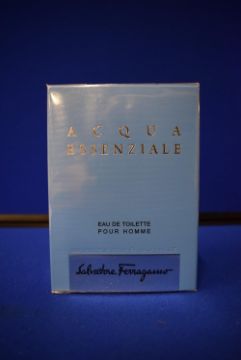 ACQUA
ESSENZIALE
EAU DE TOILETTE
POUR HOMME
Salvatore Ferragamo